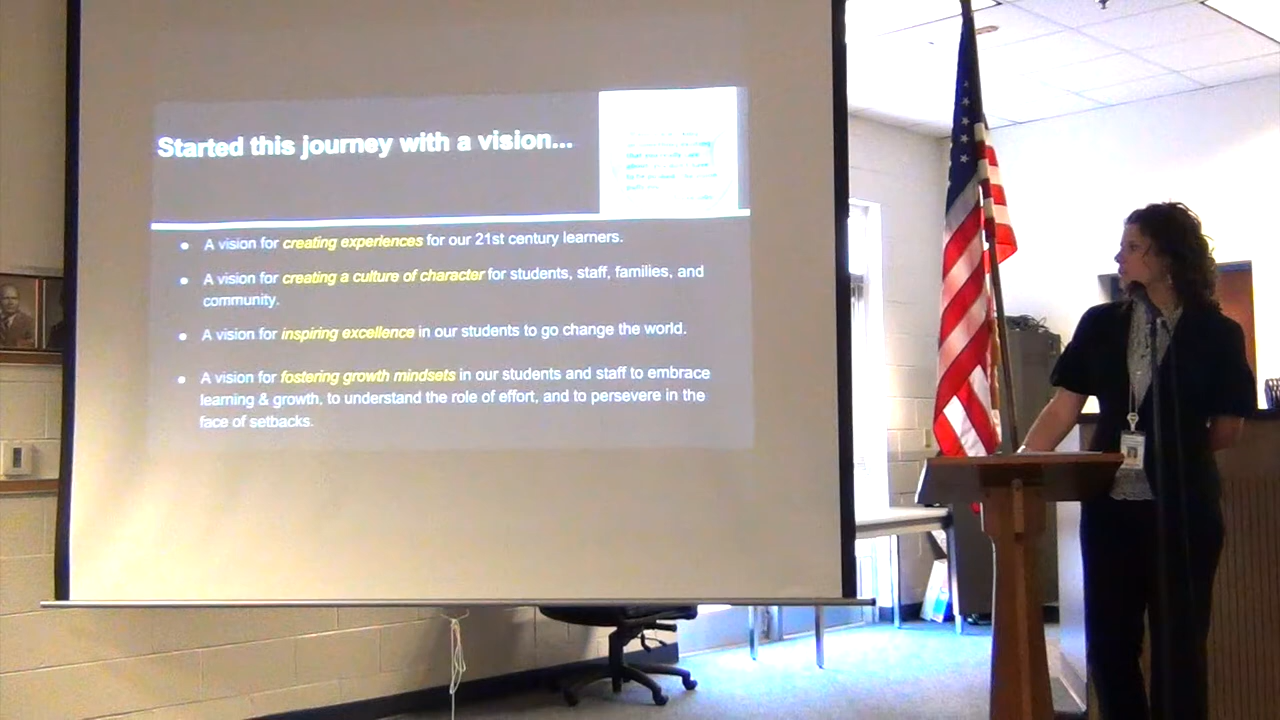 Started this journey with a vision...
● A vision for creating experiences for our 21st century learners.
● A vision for creating a culture of character for students, staff, families, and
community.
● A vision for inspiring excellence in our students to go change the world.
● A vision for fostering growth mindsets in our students and staff to embrace
learning & growth, to understand the role of effort, and to persevere in the
face of setbacks.